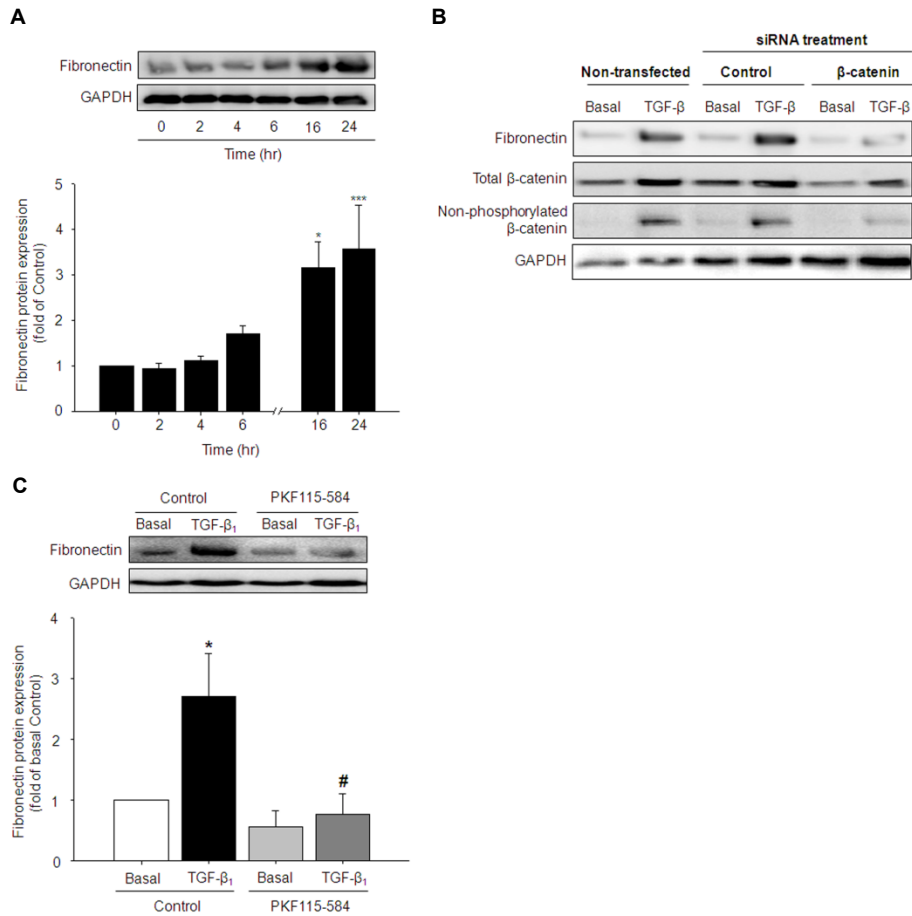 A
Fibronectin
GAPDH
0 2 4 6 16 24
Time (hr)
Fibronectin protein expression
(fold of Control)
5
4
3
2
1
0
*
***
0 2 4 6 // 16 24
Time (hr)
B
siRNA treatment
Non-transfected Control β-catenin
Basal TGF-β Basal TGF-β Basal TGF-β
Fibronectin
Total β-catenin
Non-phosphorylated
β-catenin
GAPDH
C
Control PKF115-584
Basal TGF-β₁ Basal TGF-β₁
Fibronectin
GAPDH
Fibronectin protein expression
(fold of basal Control)
4
3
2
1
0
*
#
Basal TGF-β₁ Basal TGF-β₁
Control PKF115-584